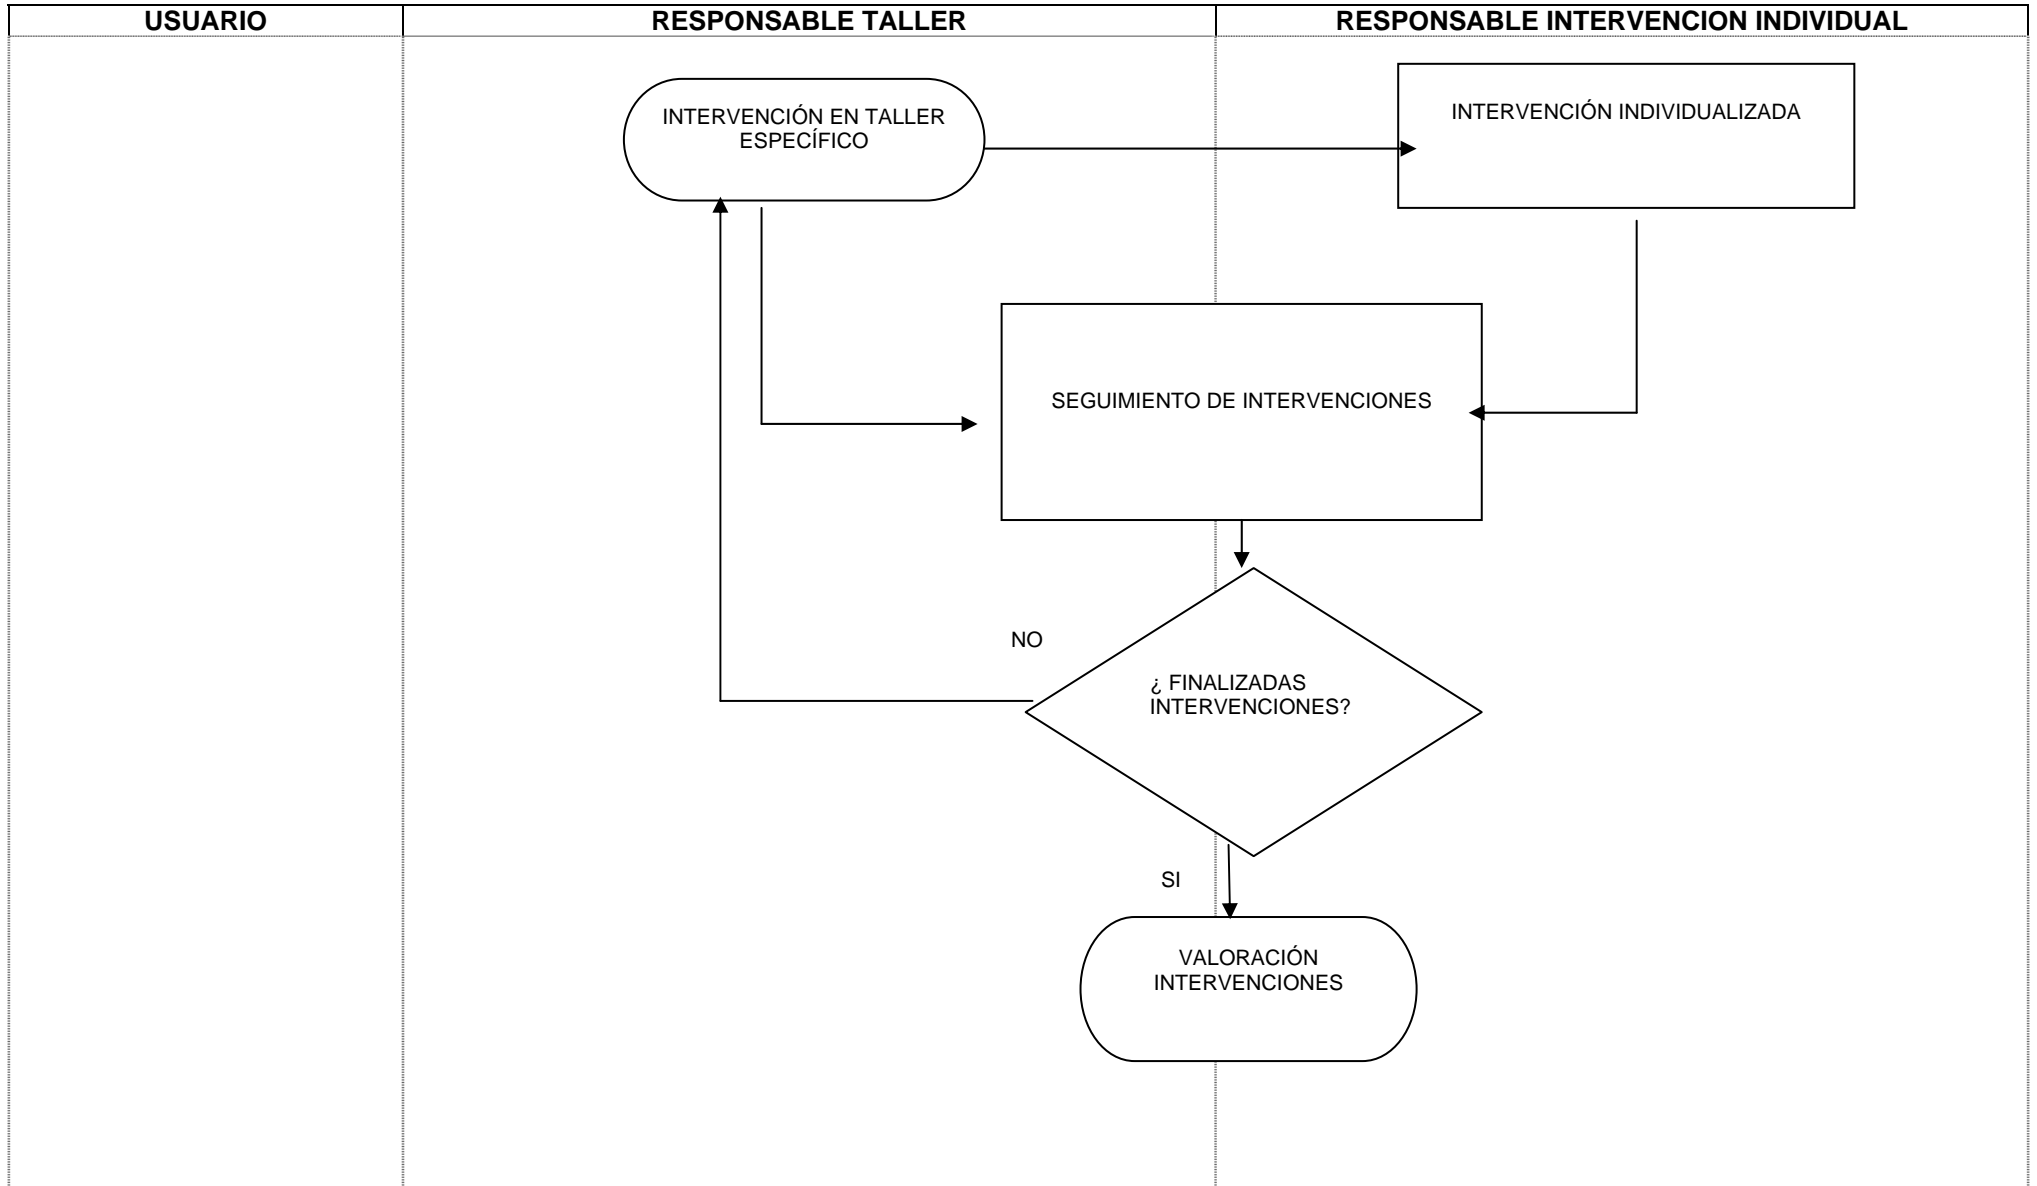 USUARIO
RESPONSABLE TALLER
RESPONSABLE INTERVENCION INDIVIDUAL
INTERVENCIÓN EN TALLER
ESPECÍFICO
INTERVENCIÓN INDIVIDUALIZADA
SEGUIMIENTO DE INTERVENCIONES
NO
¿ FINALIZADAS
INTERVENCIONES?
SI
VALORACIÓN
INTERVENCIONES